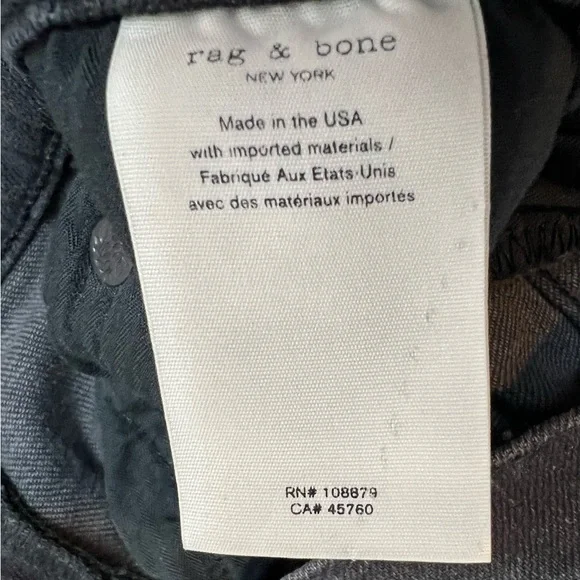 rag & bone
NEW YORK
Made in the USA
with imported materials /
Fabriqué Aux Etats-Unis
avec des matériaux importés
RN# 108879
CA# 45760